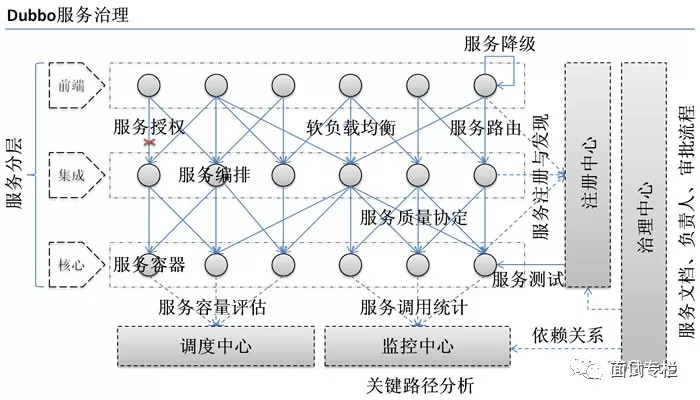 Dubbo服务治理
服务降级
前端
服务授权
软负载均衡
服务路由
服务分层
集成
服务编排
服务注册与发现
注册中心
治理中心
服务文档、负责人、审批流程
服务质量协定
核心
服务容器
服务测试
服务容量评估
服务调用统计
调度中心
监控中心
依赖关系
关键路径分析
面试专栏